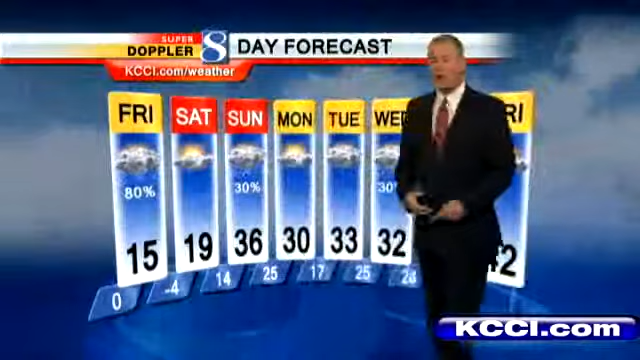 SUPER
DOPPLER 8 DAY FORECAST
KCCI.com/weather
FRI SAT SUN MON TUE WED
80% 30%
15 19 36 30 33 32
0 -4 14 25 17 25
KCCI.com